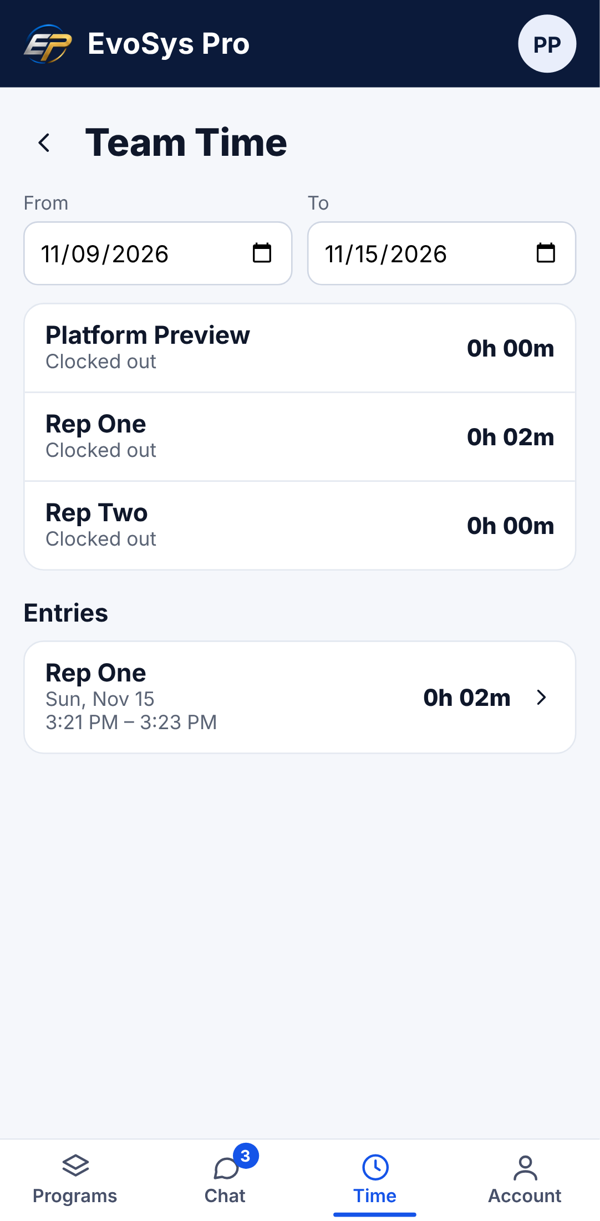 EP EvoSys Pro
PP
Team Time
From
To
11/09/2026
11/15/2026
Platform Preview
Clocked out
0h 00m
Rep One
Clocked out
0h 02m
Rep Two
Clocked out
0h 00m
Entries
Rep One
Sun, Nov 15
3:21 PM – 3:23 PM
0h 02m
Programs
3
Chat
Time
Account